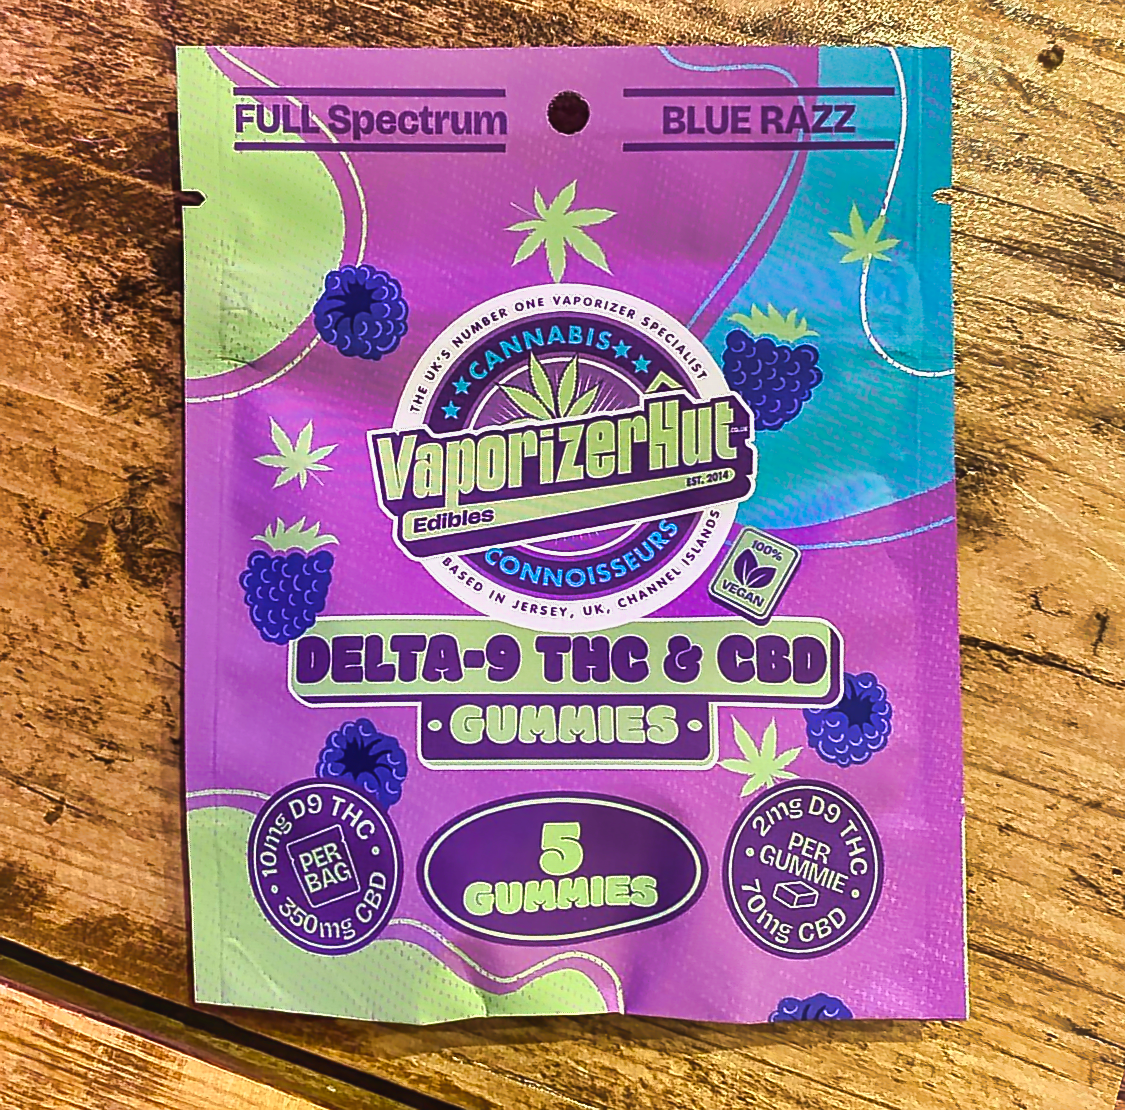 FULL Spectrum
BLUE RAZZ
THE UK'S NUMBER ONE VAPORIZER SPECIALIST
CANNABIS
VaporizerHut
.CO.UK
EST. 2014
Edibles
CONNOISSEURS
BASED IN JERSEY, UK, CHANNEL ISLANDS
100%
VEGAN
DELTA-9 THC & CBD
GUMMIES
10mg D9 THC
PER
BAG
350mg CBD
5
GUMMIES
2mg D9 THC
PER
GUMMIE
70mg CBD